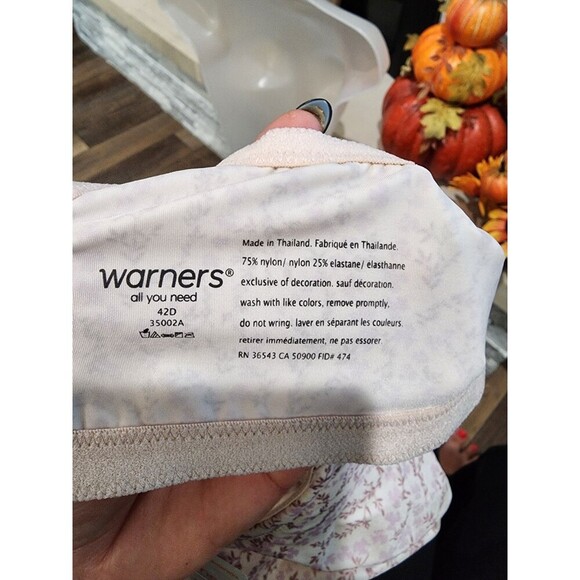 warners®
all you need
42D
35002A
Made in Thailand. Fabriqué en Thaïlande.
75% nylon/ nylon 25% elastane/ élasthanne
exclusive of decoration. sauf décoration.
wash with like colors, remove promptly,
do not wring. laver en séparant les couleurs.
retirer immédiatement, ne pas essorer.
RN 36543 CA 50900 FID# 474